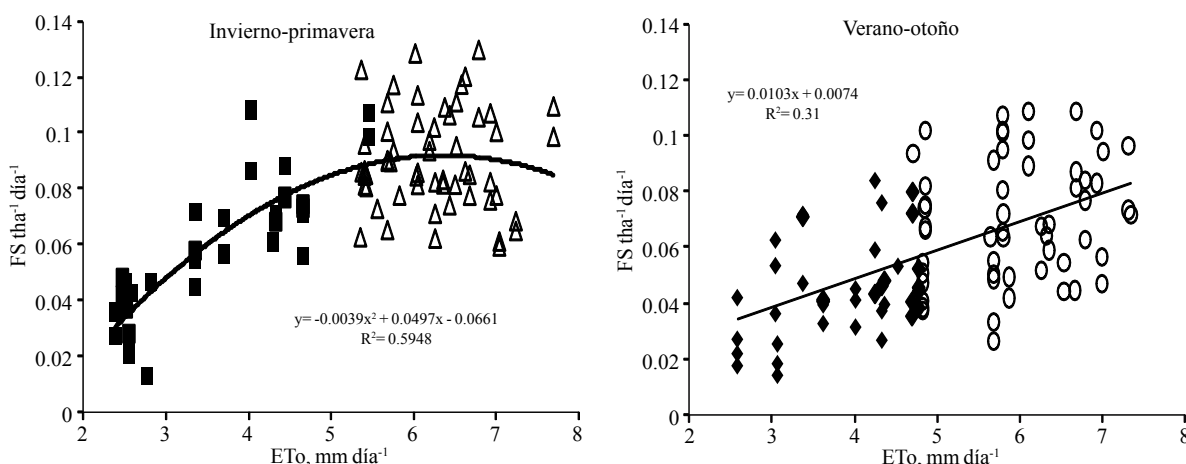 Invierno-primavera
FS tha⁻¹ día⁻¹
0.14
0.12
0.1
0.08
0.06
0.04
0.02
0
y= -0.0039x² + 0.0497x - 0.0661
R²= 0.5948
2 3 4 5 6 7 8
ETo, mm día⁻¹
Verano-otoño
FS tha⁻¹ día⁻¹
0.14
0.12
0.1
0.08
0.06
0.04
0.02
0
y= 0.0103x + 0.0074
R²= 0.31
2 3 4 5 6 7 8
ETo, mm día⁻¹